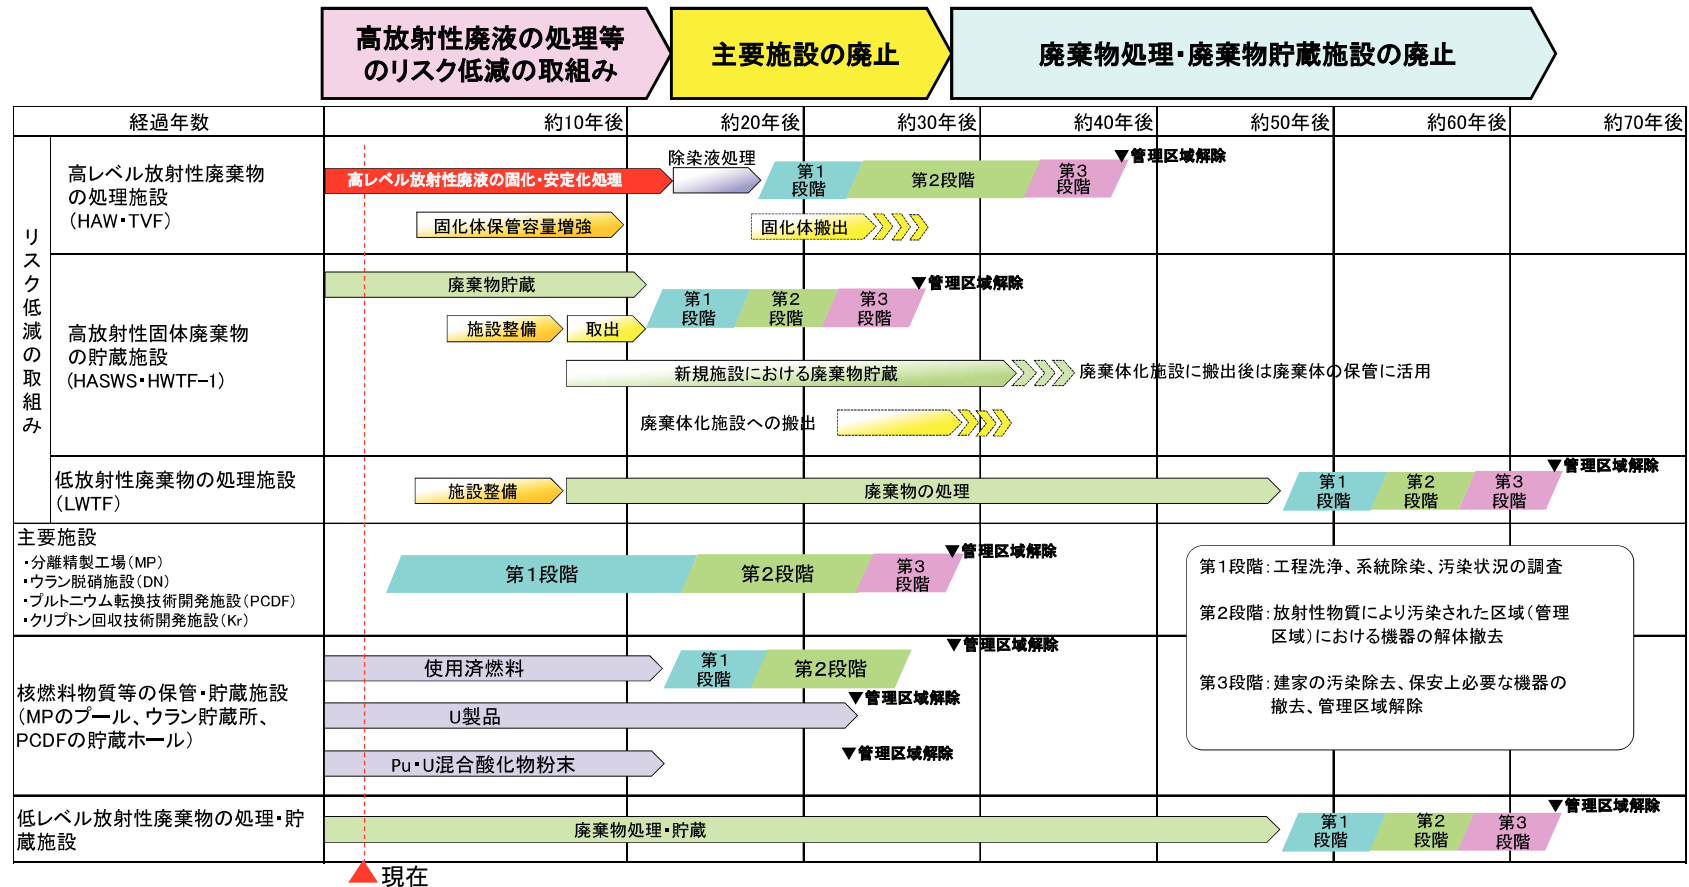 高放射性廃液の処理等
のリスク低減の取組み
主要施設の廃止
廃棄物処理・廃棄物貯蔵施設の廃止
経過年数
約10年後
約20年後
約30年後
約40年後
約50年後
約60年後
約70年後
リスク低減の取組み
高レベル放射性廃棄物
の処理施設
(HAW・TVF)
高レベル放射性廃液の固化・安定化処理
除染液処理
第1
段階
第2段階
第3
段階
▼管理区域解除
固化体保管容量増強
固化体搬出
高放射性固体廃棄物
の貯蔵施設
(HASWS・HWTF-1)
廃棄物貯蔵
施設整備
取出
第1
段階
第2
段階
第3
段階
▼管理区域解除
新規施設における廃棄物貯蔵
廃棄体化施設に搬出後は廃棄体の保管に活用
廃棄体化施設への搬出
低放射性廃棄物の処理施設
(LWTF)
施設整備
廃棄物の処理
第1
段階
第2
段階
第3
段階
▼管理区域解除
主要施設
・分離精製工場(MP)
・ウラン脱硝施設(DN)
・プルトニウム転換技術開発施設(PCDF)
・クリプトン回収技術開発施設(Kr)
第1段階
第2段階
第3
段階
▼管理区域解除
第1段階：工程洗浄、系統除染、汚染状況の調査
第2段階：放射性物質により汚染された区域(管理
区域)における機器の解体撤去
第3段階：建家の汚染除去、保安上必要な機器の
撤去、管理区域解除
核燃料物質等の保管・貯蔵施設
(MPのプール、ウラン貯蔵所、
PCDFの貯蔵ホール)
使用済燃料
第1
段階
第2段階
▼管理区域解除
U製品
▼管理区域解除
Pu・U混合酸化物粉末
▼管理区域解除
低レベル放射性廃棄物の処理・貯
蔵施設
廃棄物処理・貯蔵
第1
段階
第2
段階
第3
段階
▼管理区域解除
現在